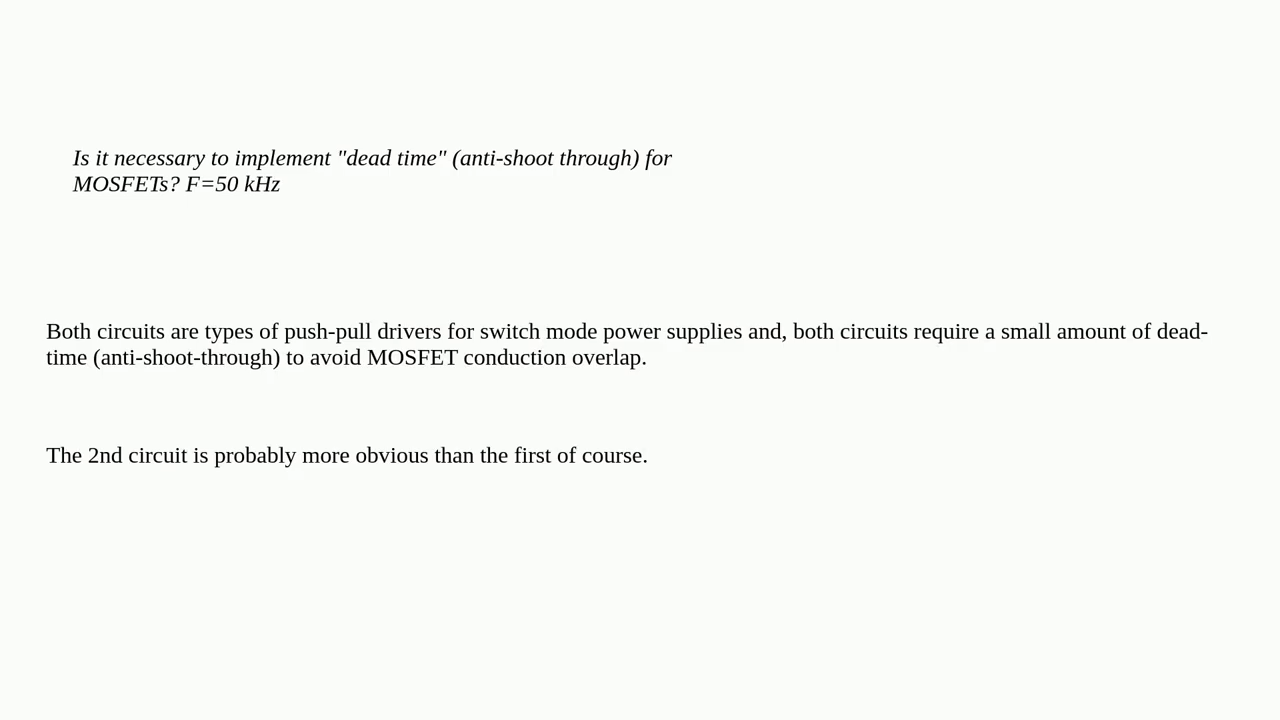 Is it necessary to implement "dead time" (anti-shoot through) for
MOSFETs? F=50 kHz
Both circuits are types of push-pull drivers for switch mode power supplies and, both circuits require a small amount of dead-
time (anti-shoot-through) to avoid MOSFET conduction overlap.
The 2nd circuit is probably more obvious than the first of course.